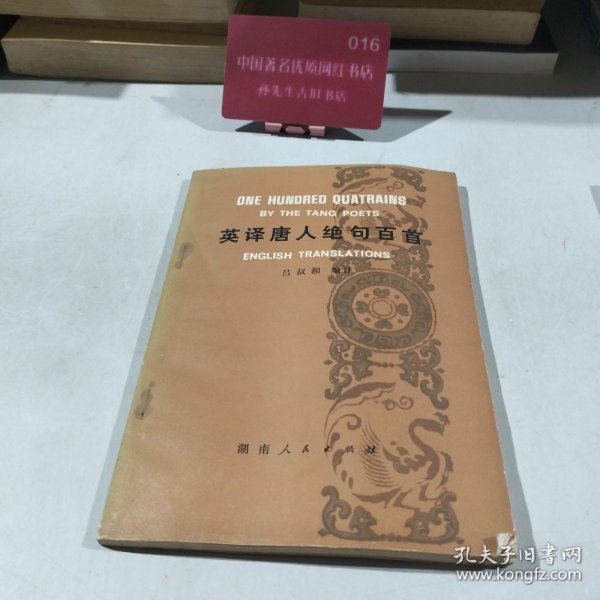 016
中国著名优质网红书店
孙先生古旧书店
ONE HUNDRED QUATRAINS
BY THE TANG POETS
英译唐人绝句百首
ENGLISH TRANSLATIONS
吕叔湘 编注
湖南人民出版社
孔夫子旧书网
www.kongfz.com